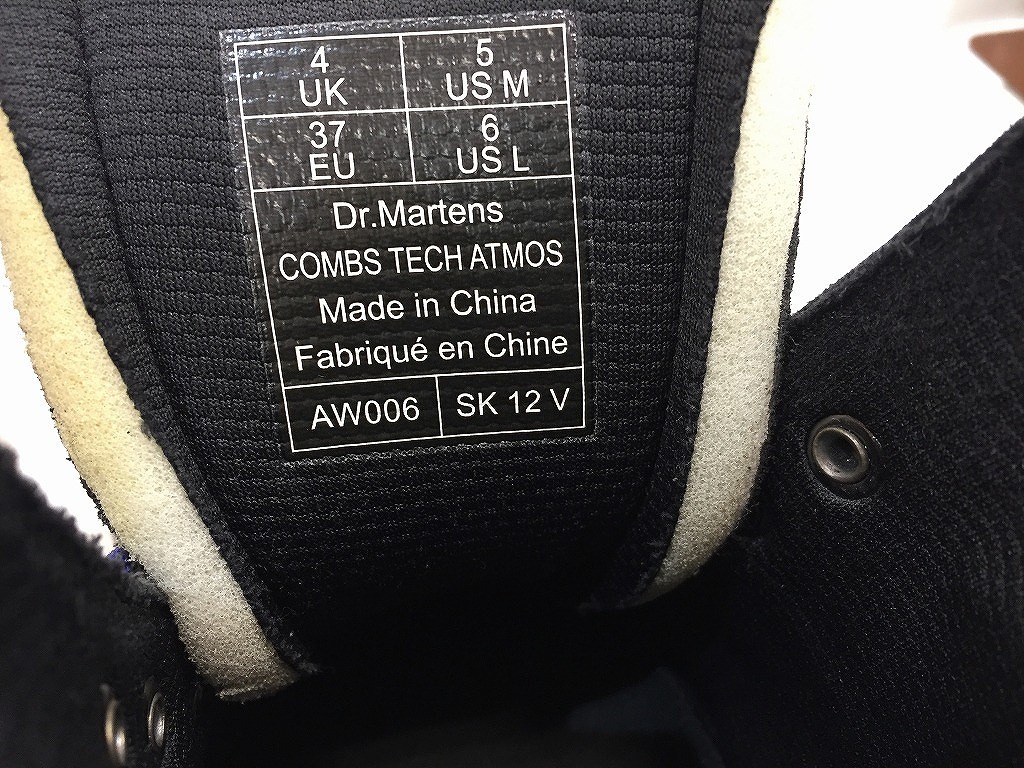 4 5
UK US M
37 6
EU US L
Dr.Martens
COMBS TECH ATMOS
Made in China
Fabriqué en Chine
AW006 SK 12 V